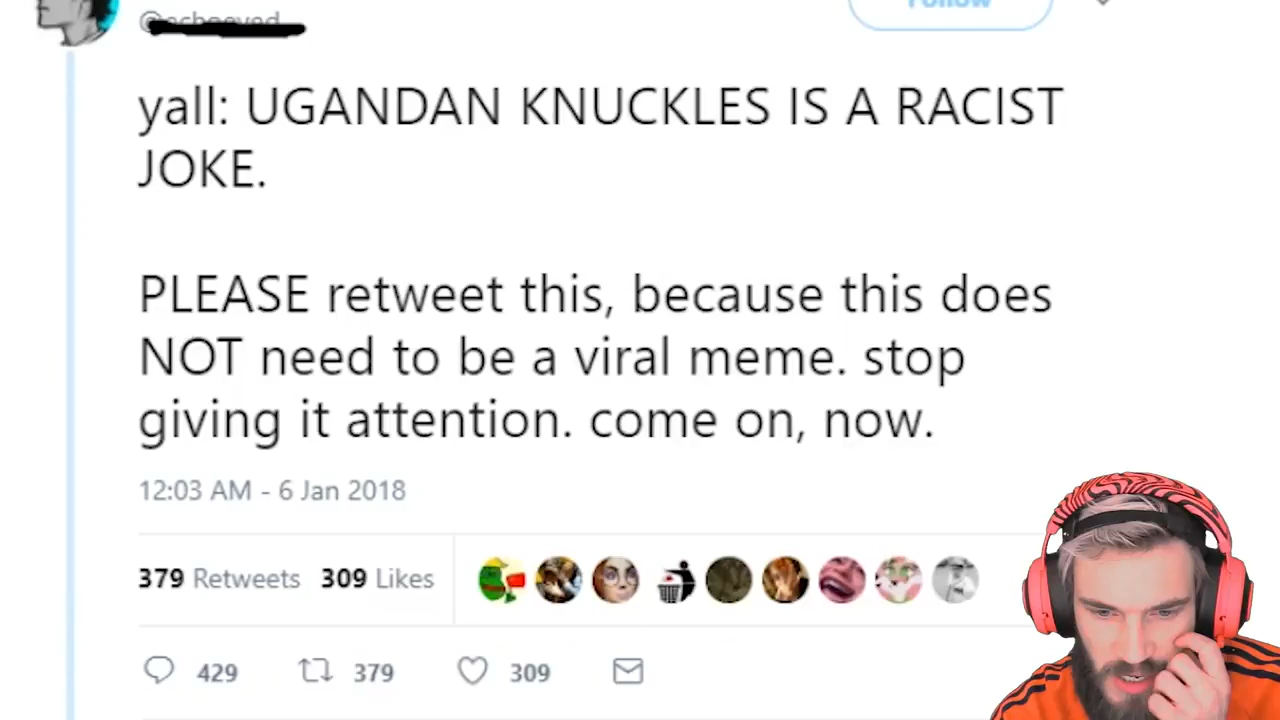 Follow
yall: UGANDAN KNUCKLES IS A RACIST
JOKE.
PLEASE retweet this, because this does
NOT need to be a viral meme. stop
giving it attention. come on, now.
12:03 AM - 6 Jan 2018
379 Retweets 309 Likes
429 379 309